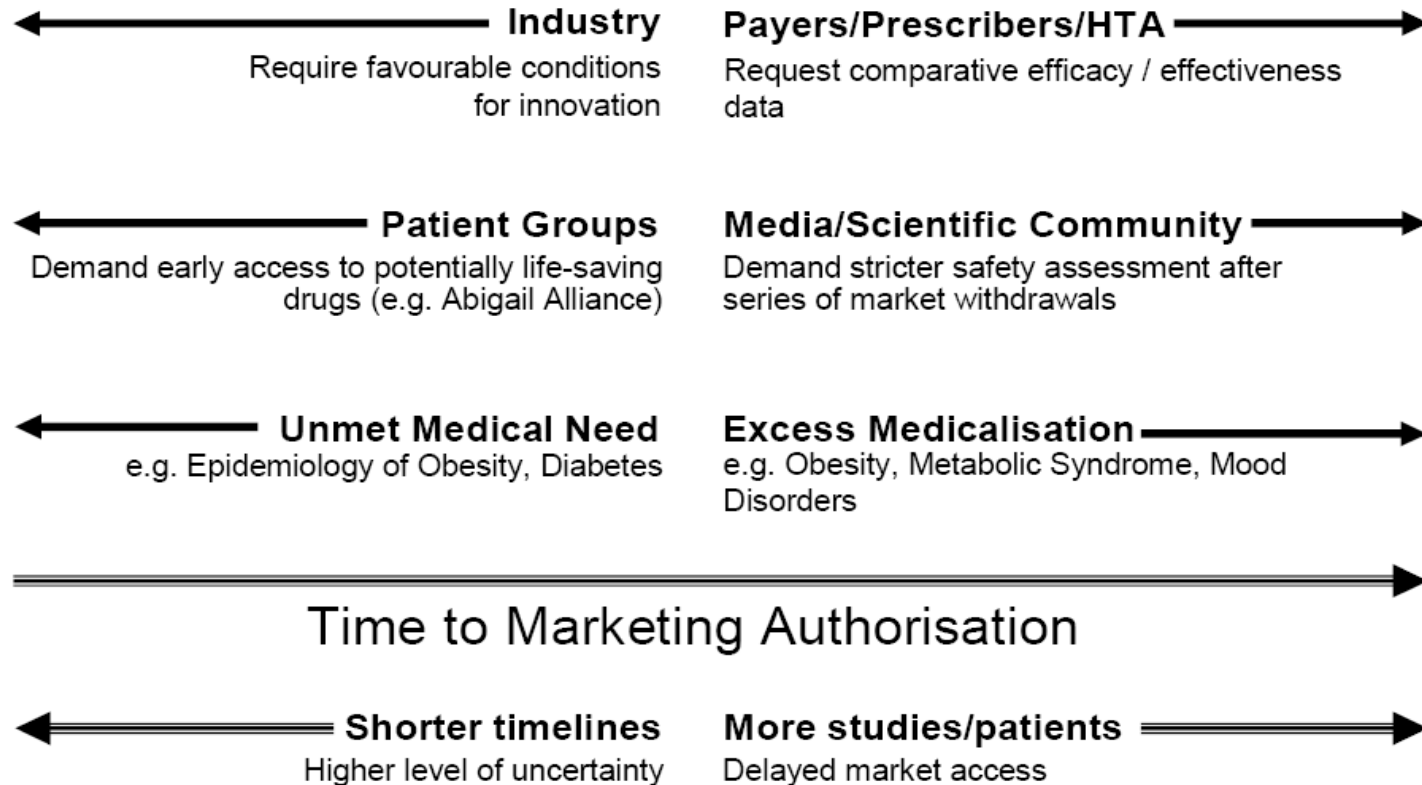 Industry
Require favourable conditions
for innovation
Payers/Prescribers/HTA
Request comparative efficacy / effectiveness
data
Patient Groups
Demand early access to potentially life-saving
drugs (e.g. Abigail Alliance)
Media/Scientific Community
Demand stricter safety assessment after
series of market withdrawals
Unmet Medical Need
e.g. Epidemiology of Obesity, Diabetes
Excess Medicalisation
e.g. Obesity, Metabolic Syndrome, Mood
Disorders
Time to Marketing Authorisation
Shorter timelines
Higher level of uncertainty
More studies/patients
Delayed market access